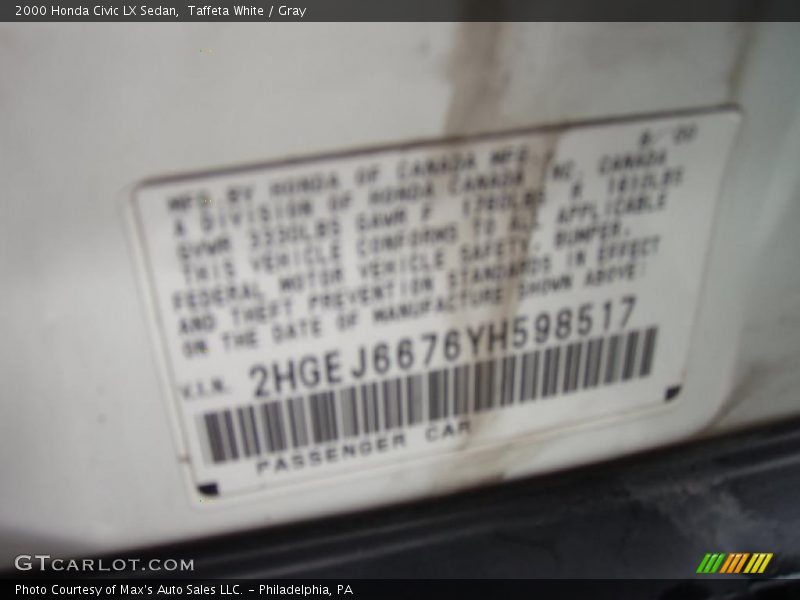 2000 Honda Civic LX Sedan,  Taffeta White / Gray
MFG. BY HONDA OF CANADA MFG.
A DIVISION OF HONDA CANADA INC. CANADA
GVWR 3330LBS GAWR F 1760LBS R 1610LBS
THIS VEHICLE CONFORMS TO ALL APPLICABLE
FEDERAL MOTOR VEHICLE SAFETY, BUMPER,
AND THEFT PREVENTION STANDARDS IN EFFECT
ON THE DATE OF MANUFACTURE SHOWN ABOVE:
V.I.N. 2HGEJ6676YH598517
PASSENGER CAR
GTCARLOT.COM
Photo Courtesy of Max's Auto Sales LLC. – Philadelphia, PA